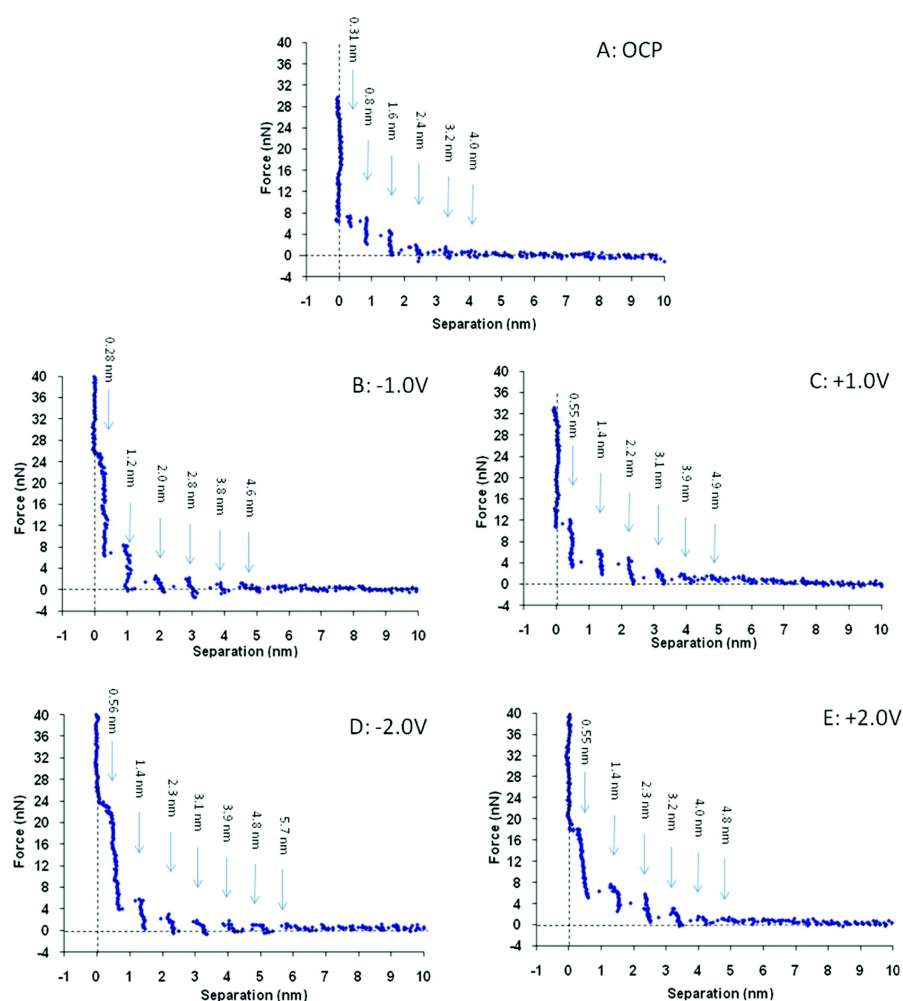 A: OCP
0.31 nm
0.8 nm
1.6 nm
2.4 nm
3.2 nm
4.0 nm
Force (nN)
40
36
32
28
24
20
16
12
8
4
0
-4
-1 0 1 2 3 4 5 6 7 8 9 10
Separation (nm)
B: -1.0V
0.28 nm
1.2 nm
2.0 nm
2.8 nm
3.8 nm
4.6 nm
Force (nN)
40
36
32
28
24
20
16
12
8
4
0
-4
-1 0 1 2 3 4 5 6 7 8 9 10
Separation (nm)
C: +1.0V
0.55 nm
1.4 nm
2.2 nm
3.1 nm
3.9 nm
4.9 nm
Force (nN)
40
36
32
28
24
20
16
12
8
4
0
-4
-1 0 1 2 3 4 5 6 7 8 9 10
Separation (nm)
D: -2.0V
0.56 nm
1.4 nm
2.3 nm
3.1 nm
3.9 nm
4.8 nm
5.7 nm
Force (nN)
40
36
32
28
24
20
16
12
8
4
0
-4
-1 0 1 2 3 4 5 6 7 8 9 10
Separation (nm)
E: +2.0V
0.55 nm
1.4 nm
2.3 nm
3.2 nm
4.0 nm
4.8 nm
Force (nN)
40
36
32
28
24
20
16
12
8
4
0
-4
-1 0 1 2 3 4 5 6 7 8 9 10
Separation (nm)